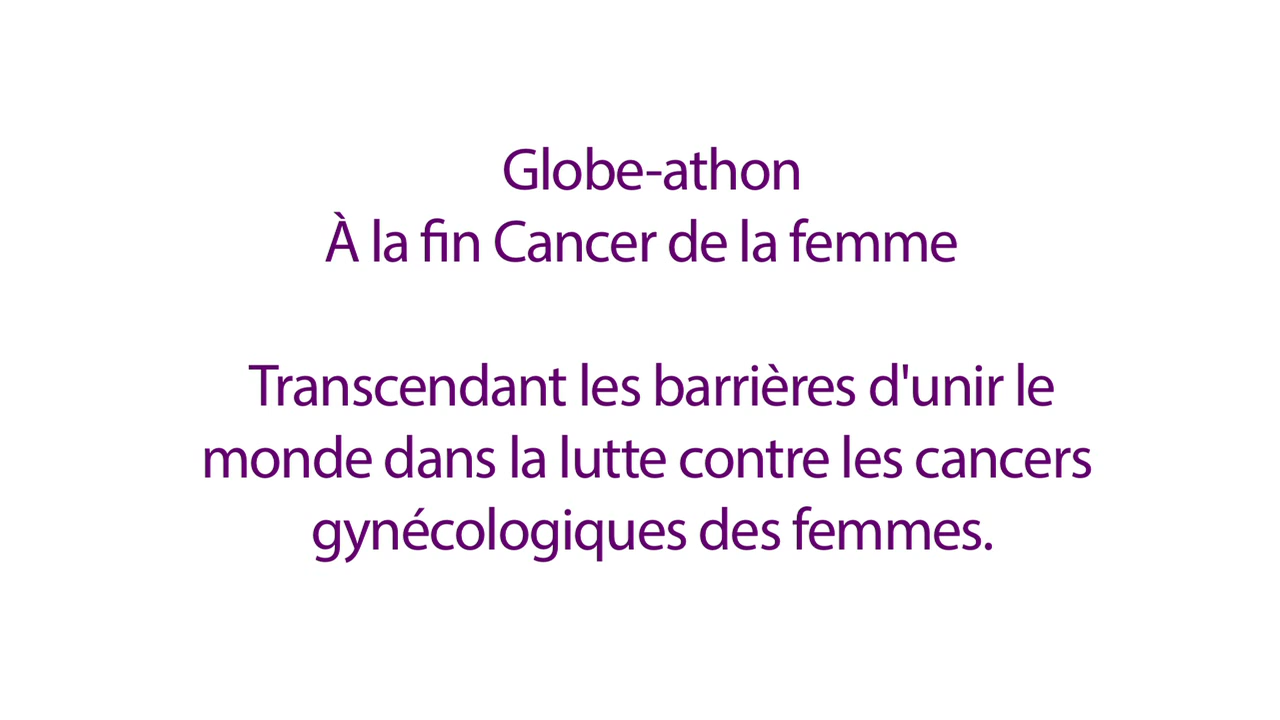 Globe-athon
À la fin Cancer de la femme
Transcendant les barrières d'unir le
monde dans la lutte contre les cancers
gynécologiques des femmes.